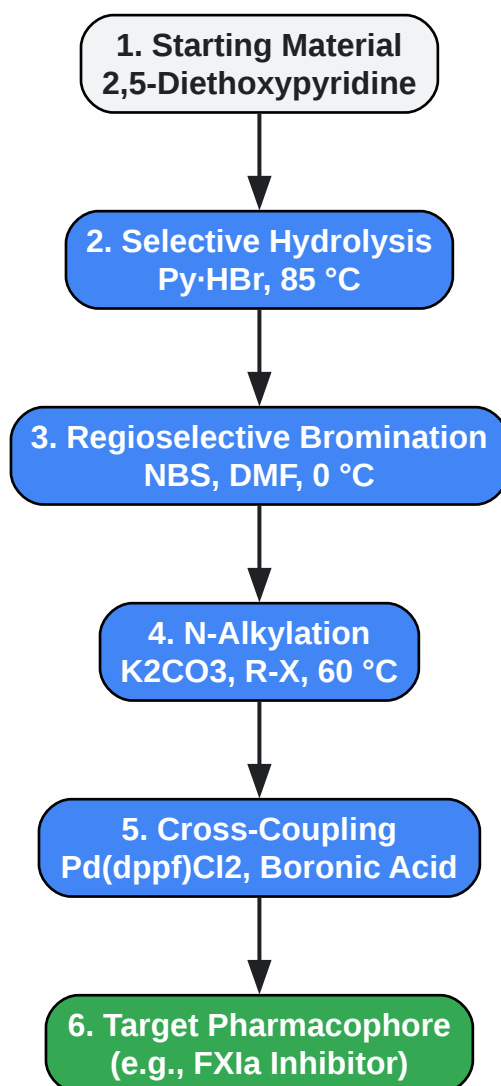 1. Starting Material
2,5-Diethoxypyridine
2. Selective Hydrolysis
Py·HBr, 85 °C
3. Regioselective Bromination
NBS, DMF, 0 °C
4. N-Alkylation
K2CO3, R-X, 60 °C
5. Cross-Coupling
Pd(dppf)Cl2, Boronic Acid
6. Target Pharmacophore
(e.g., FXIa Inhibitor)